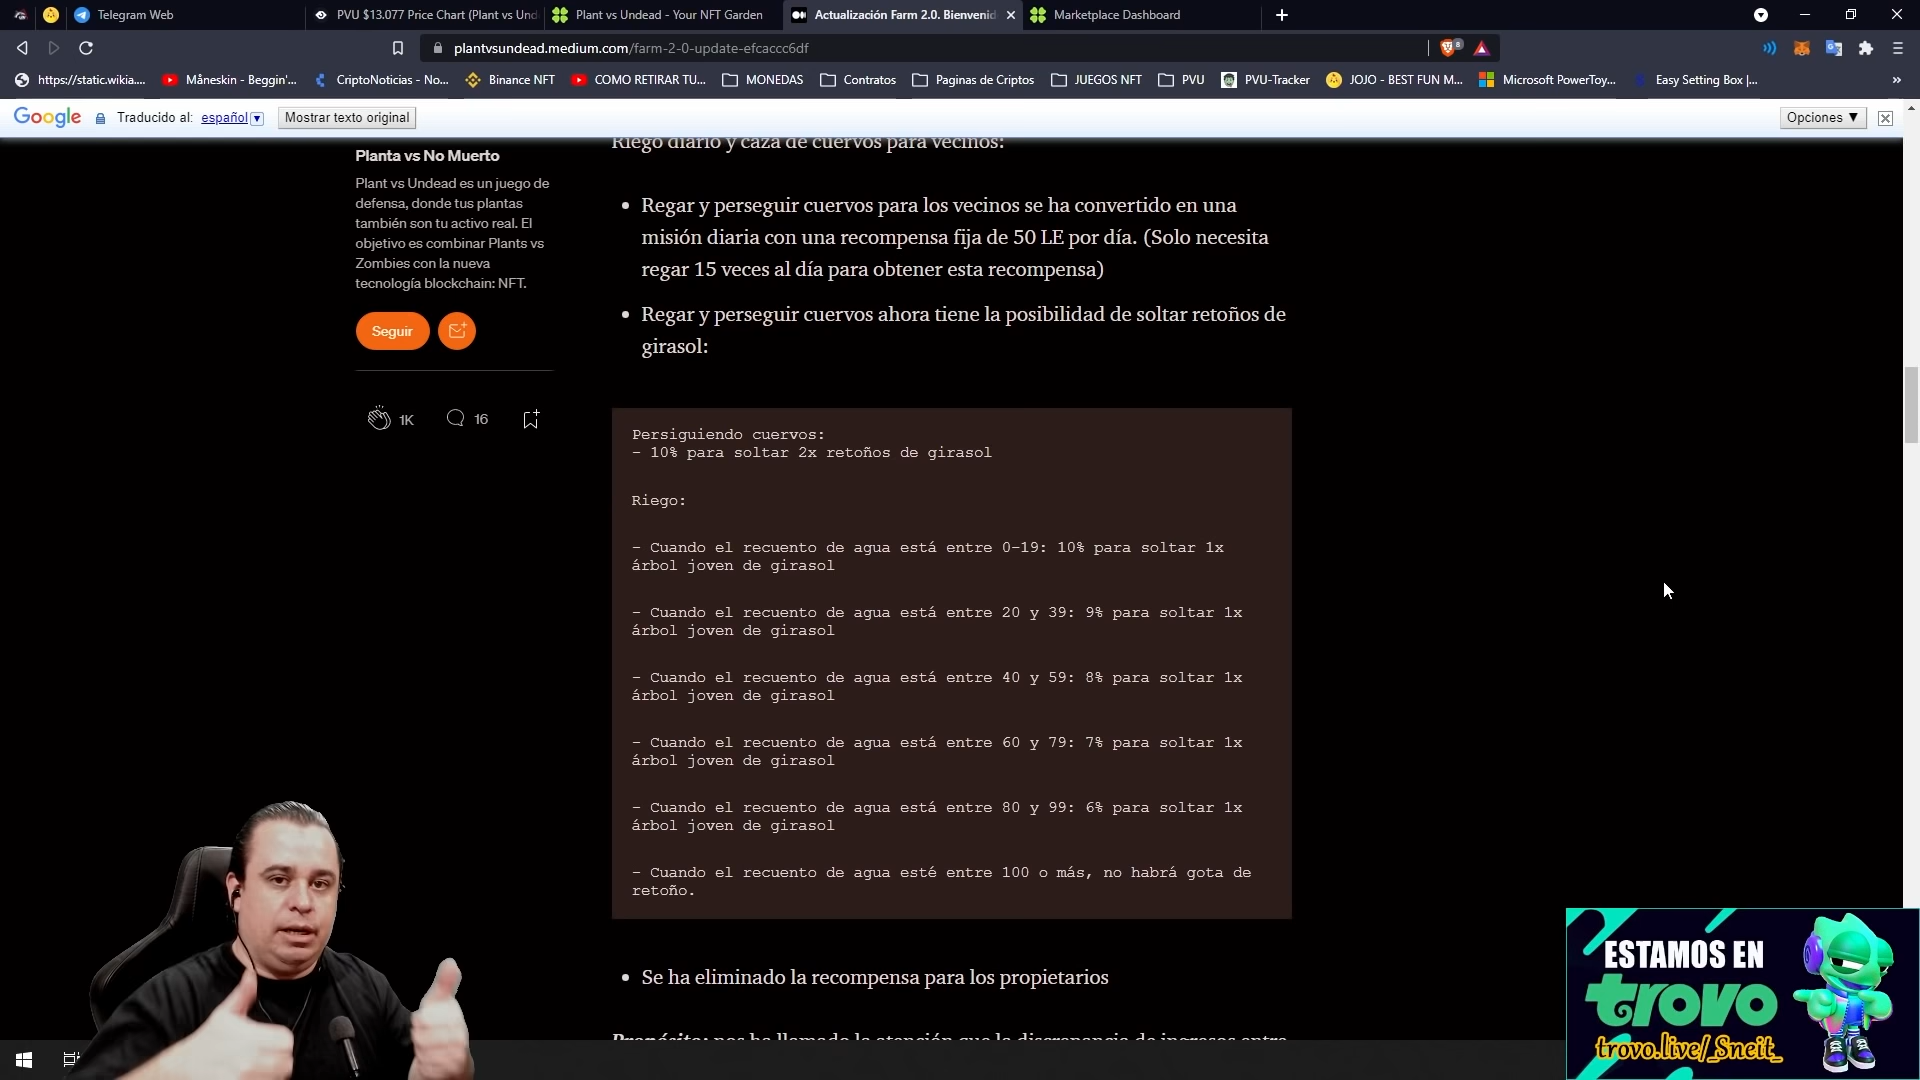 Telegram Web
PVU $13.077 Price Chart (Plant vs Und
Plant vs Undead - Your NFT Garden
Actualización Farm 2.0. Bienvenid
Marketplace Dashboard
plantvsundead.medium.com/farm-2-0-update-efcaccc6df
8
https://static.wikia....
Måneskin - Beggin'...
CriptoNoticias - No...
Binance NFT
COMO RETIRAR TU...
MONEDAS
Contratos
Paginas de Criptos
JUEGOS NFT
PVU
PVU-Tracker
JOJO - BEST FUN M...
Microsoft PowerToy...
Easy Setting Box |...
Google
Traducido al: español
Mostrar texto original
Opciones ▼
Planta vs No Muerto
Plant vs Undead es un juego de
defensa, donde tus plantas
también son tu activo real. El
objetivo es combinar Plants vs
Zombies con la nueva
tecnología blockchain: NFT.
Seguir
1K
16
Riego diario y caza de cuervos para vecinos:
• Regar y perseguir cuervos para los vecinos se ha convertido en una
misión diaria con una recompensa fija de 50 LE por día. (Solo necesita
regar 15 veces al día para obtener esta recompensa)
• Regar y perseguir cuervos ahora tiene la posibilidad de soltar retoños de
girasol:
Persiguiendo cuervos:
- 10% para soltar 2x retoños de girasol
Riego:
- Cuando el recuento de agua está entre 0-19: 10% para soltar 1x
árbol joven de girasol
- Cuando el recuento de agua está entre 20 y 39: 9% para soltar 1x
árbol joven de girasol
- Cuando el recuento de agua está entre 40 y 59: 8% para soltar 1x
árbol joven de girasol
- Cuando el recuento de agua está entre 60 y 79: 7% para soltar 1x
árbol joven de girasol
- Cuando el recuento de agua está entre 80 y 99: 6% para soltar 1x
árbol joven de girasol
- Cuando el recuento de agua esté entre 100 o más, no habrá gota de
retoño.
• Se ha eliminado la recompensa para los propietarios
Propósito: nos ha llamado la atención que la discrepancia de ingresos entre
ESTAMOS EN
trovo
trovo.live/_Sneit_